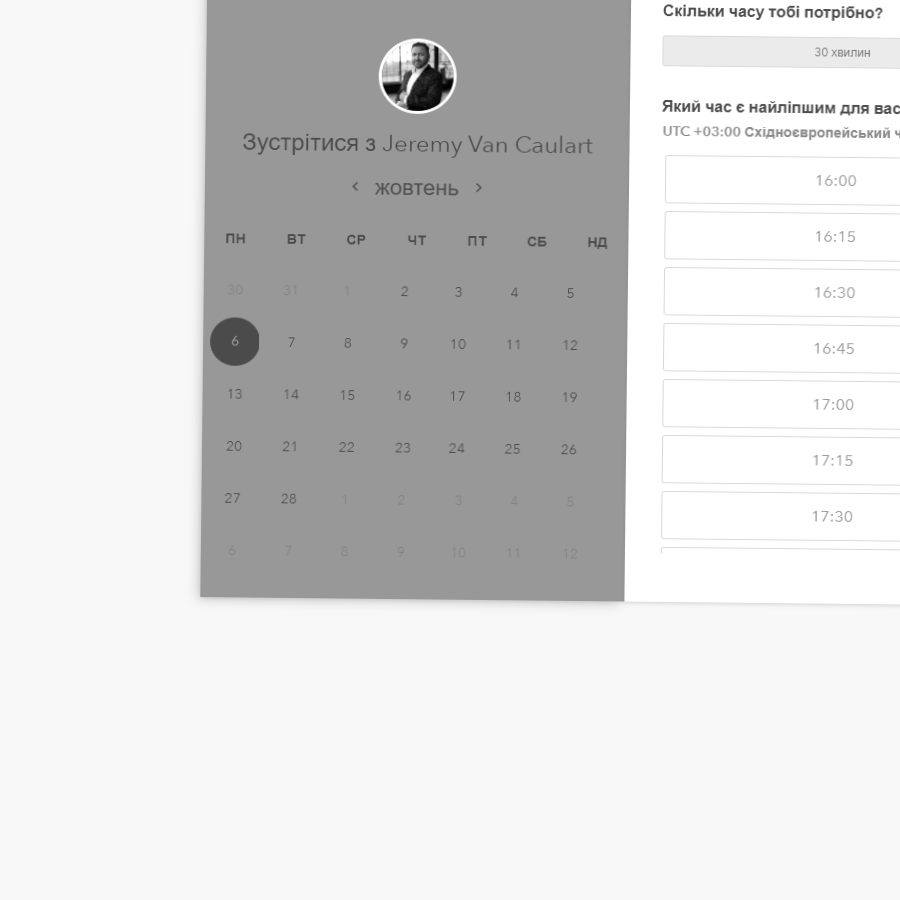 Зустрітися з Jeremy Van Caulart
‹ жовтень ›
ПН ВТ СР ЧТ ПТ СБ НД
30 31 1 2 3 4 5
6 7 8 9 10 11 12
13 14 15 16 17 18 19
20 21 22 23 24 25 26
27 28 1 2 3 4 5
6 7 8 9 10 11 12
Скільки часу тобі потрібно?
30 хвилин
Який час є найліпшим для вас
UTC +03:00 Східноєвропейський ч
16:00
16:15
16:30
16:45
17:00
17:15
17:30